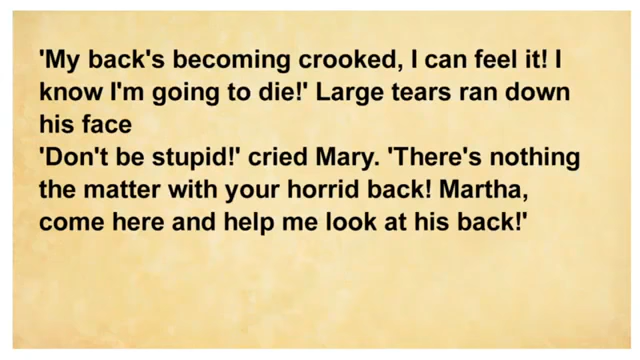 'My back's becoming crooked, I can feel it! I
know I'm going to die!' Large tears ran down
his face
'Don't be stupid!' cried Mary. 'There's nothing
the matter with your horrid back! Martha,
come here and help me look at his back!'